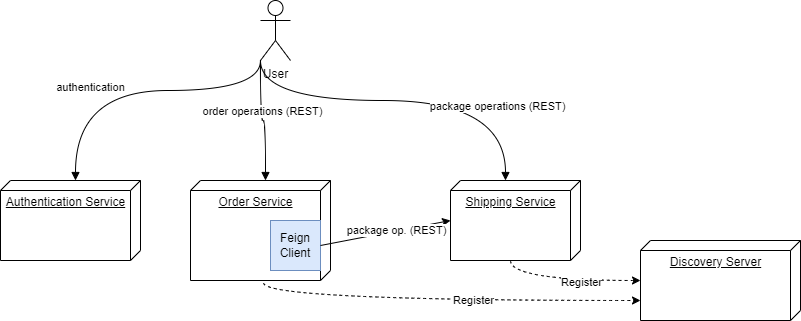 User
authentication
order operations (REST)
package operations (REST)
Authentication Service
Order Service
Shipping Service
Feign
Client
package op. (REST)
Discovery Server
Register
Register